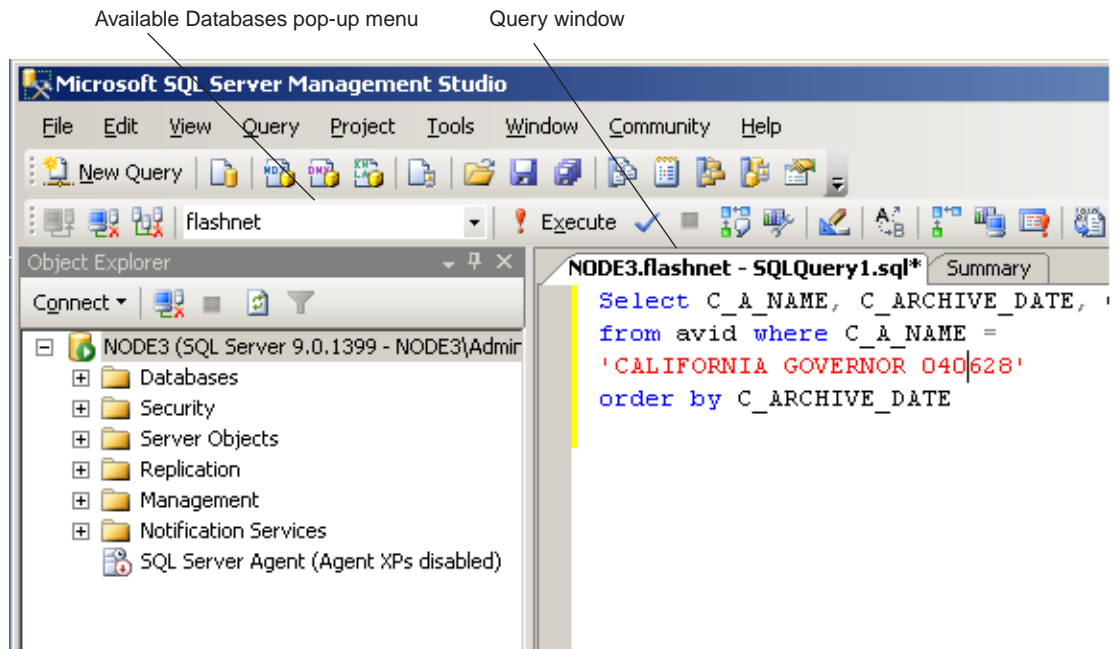 Available Databases pop-up menu Query window
Microsoft SQL Server Management Studio
File Edit View Query Project Tools Window Community Help
New Query
flashnet Execute
Object Explorer
NODE3.flashnet - SQLQuery1.sql* Summary
Connect
Select C_A_NAME, C_ARCHIVE_DATE, '
from avid where C_A_NAME =
'CALIFORNIA GOVERNOR 040628'
order by C_ARCHIVE_DATE
NODE3 (SQL Server 9.0.1399 - NODE3\Admin
Databases
Security
Server Objects
Replication
Management
Notification Services
SQL Server Agent (Agent XPs disabled)